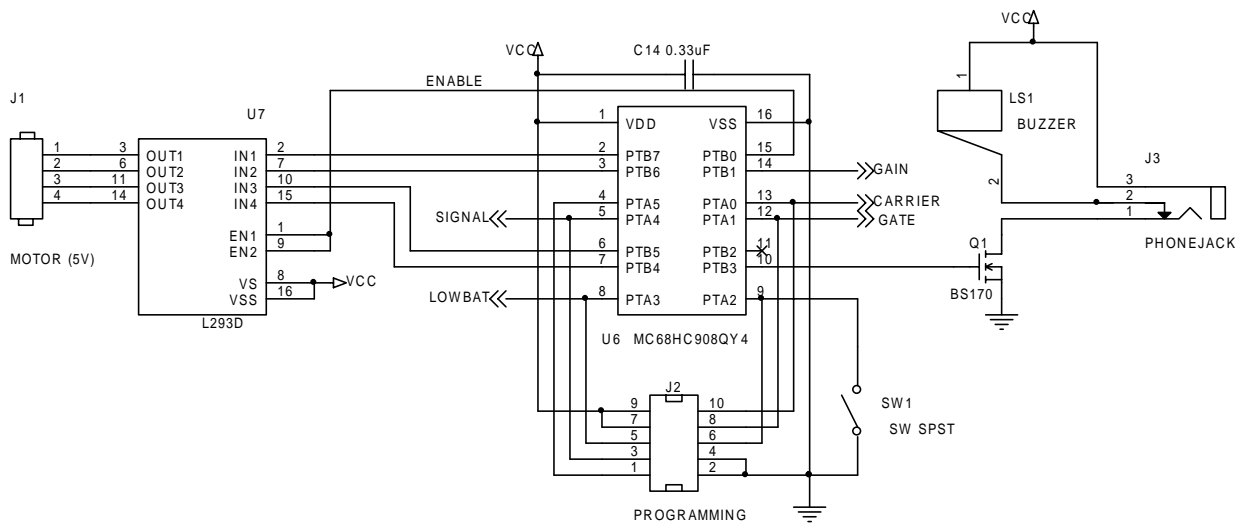 VCC
VCC
C14 0.33uF
ENABLE
J1
U7
1 LS1
BUZZER
1 VDD VSS 16
1 3 OUT1 IN1 2 2 PTB7 PTB0 15
2 6 OUT2 IN2 7 3 PTB6 PTB1 14 GAIN
3 11 OUT3 IN3 10 4 PTA5 PTA0 13 CARRIER
4 14 OUT4 IN4 15 SIGNAL 5 PTA4 PTA1 12 GATE
J3
2
3
2
1
PHONEJACK
EN1 1
EN2 9
6 PTB5 PTB2 11
7 PTB4 PTB3 10
Q1
BS170
MOTOR (5V)
VS 8 VCC
VSS 16
L293D
LOWBAT 8 PTA3 PTA2 9
U6 MC68HC908QY4
J2
9 10
7 8
5 6
3 4
1 2
PROGRAMMING
SW1
SW SPST